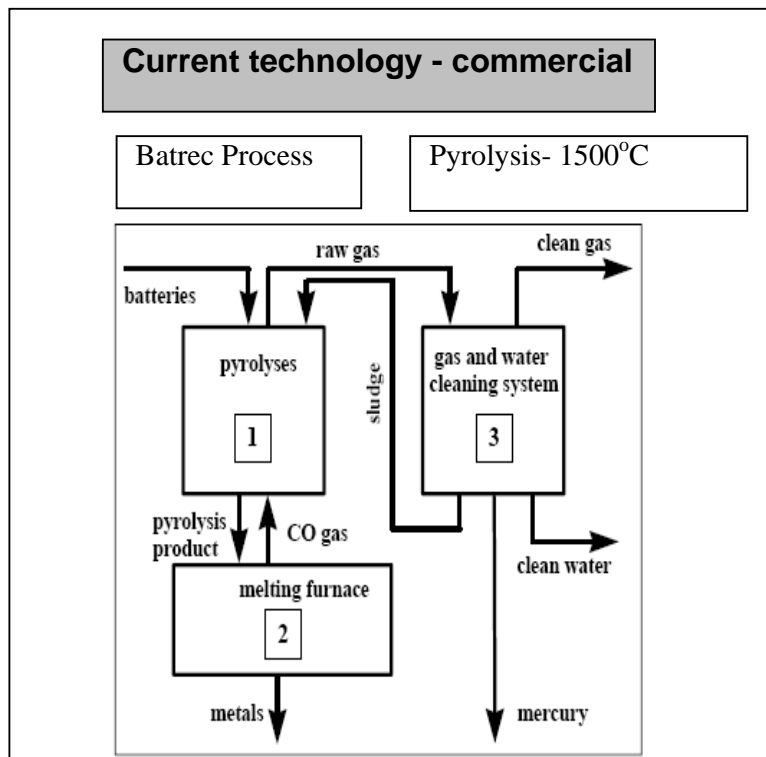 Current technology - commercial
Batrec Process
Pyrolysis- 1500°C
raw gas
clean gas
batteries
pyrolyses
1
sludge
gas and water
cleaning system
3
pyrolysis
product
CO gas
clean water
melting furnace
2
metals
mercury